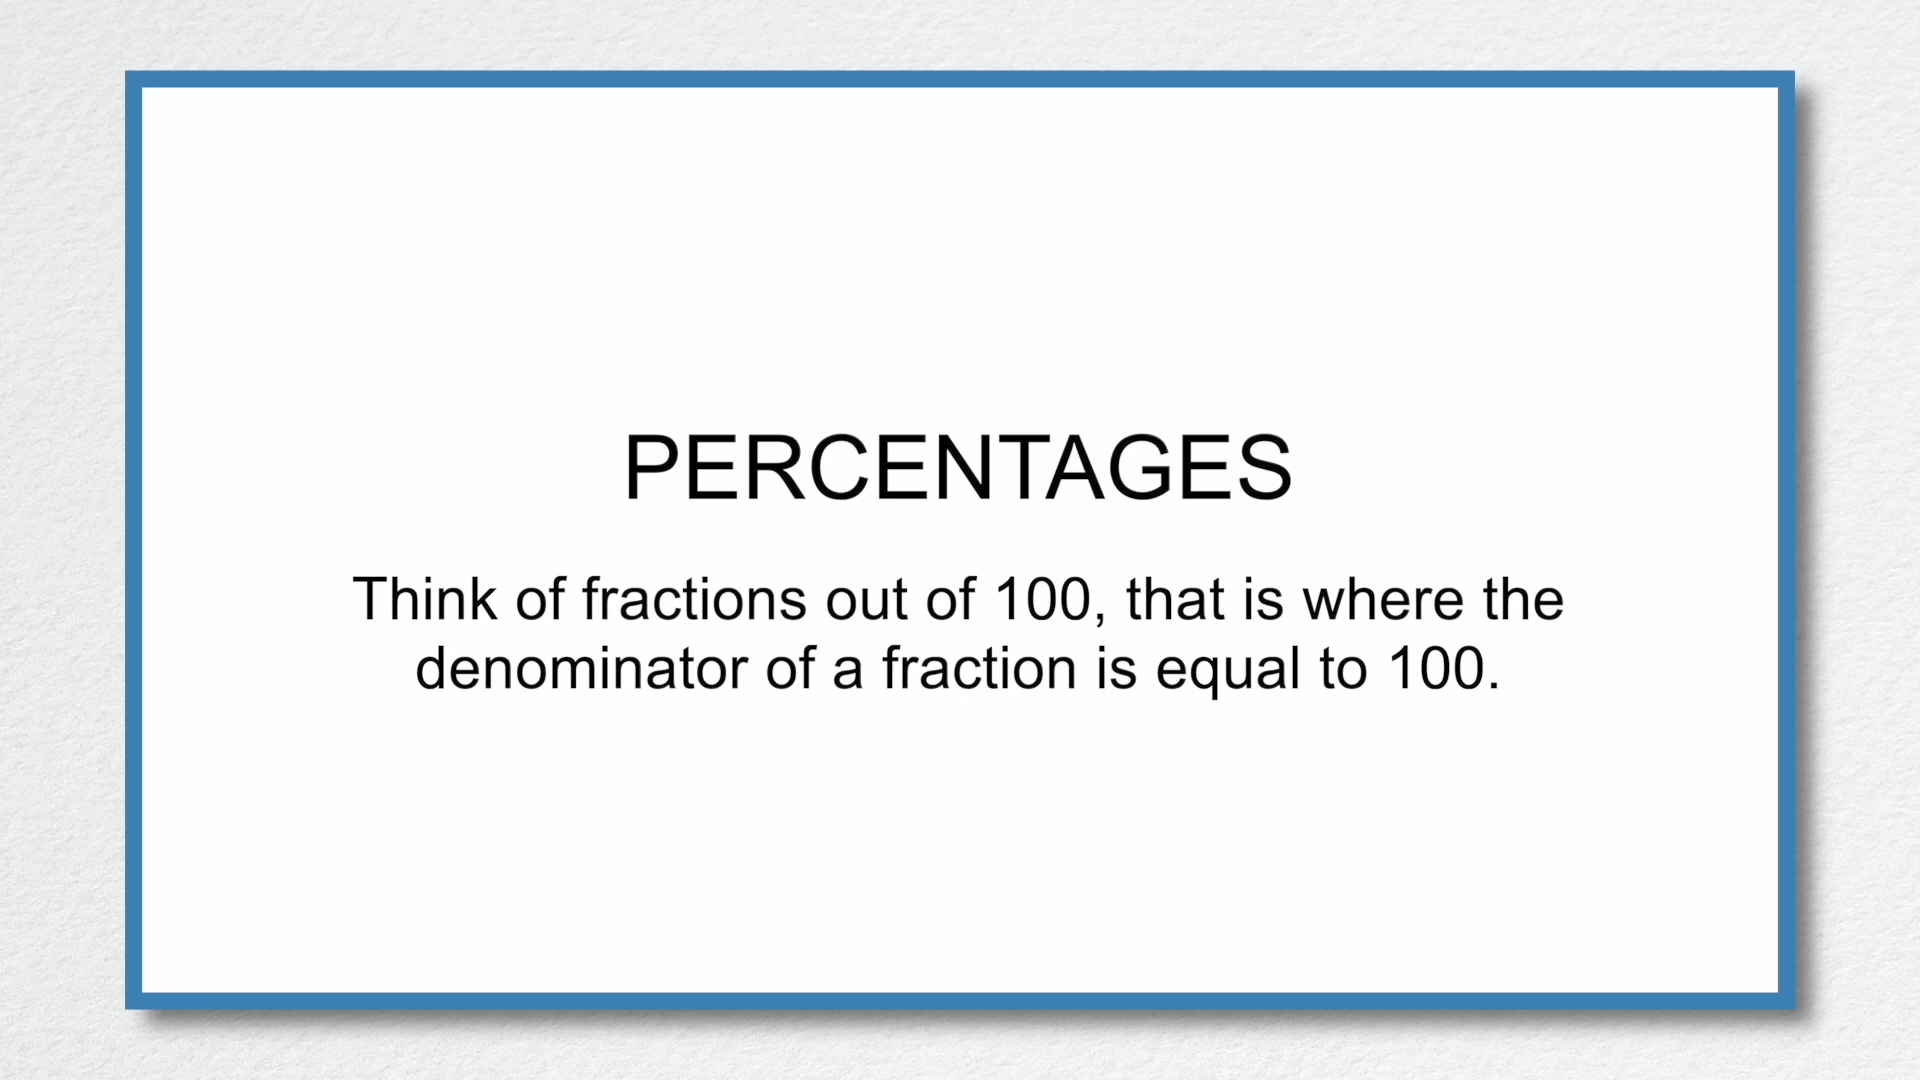 PERCENTAGES
Think of fractions out of 100, that is where the
denominator of a fraction is equal to 100.